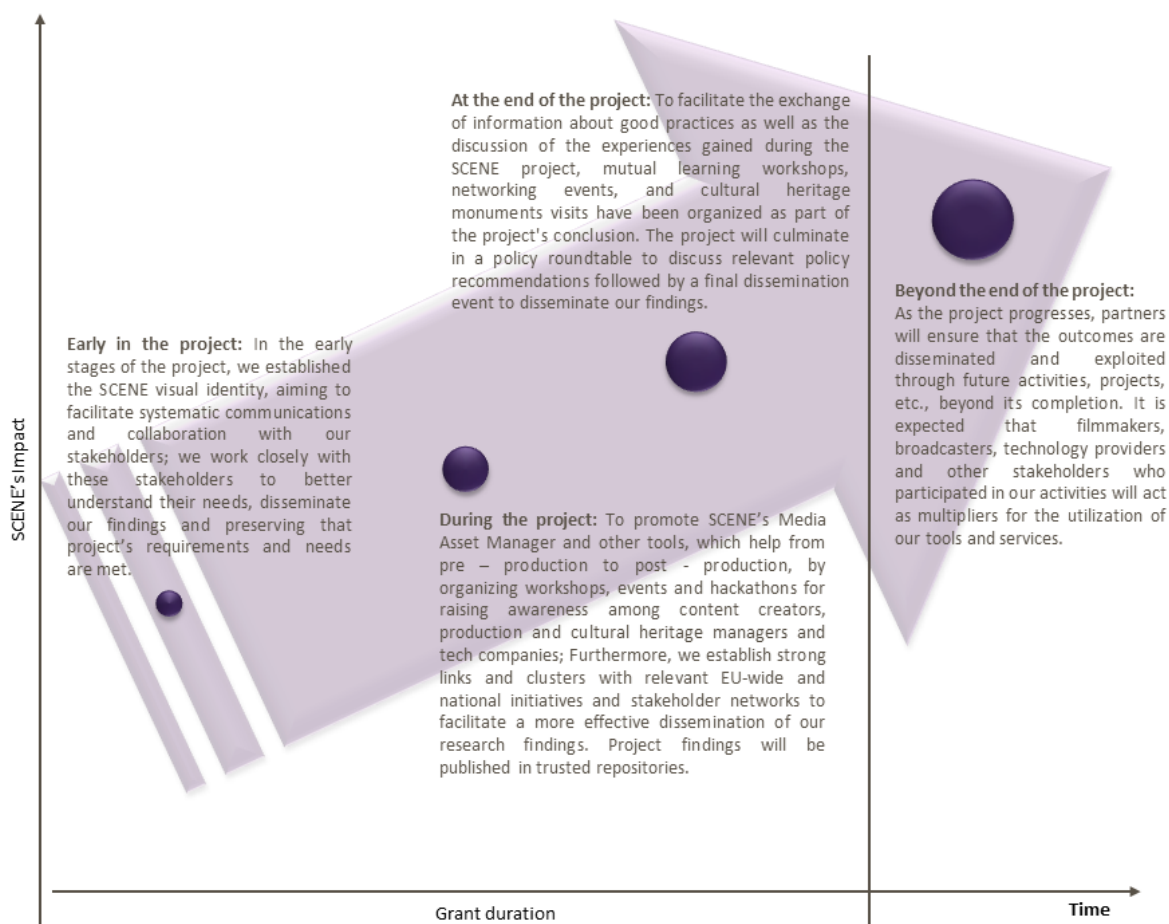 At the end of the project: To facilitate the exchange
of information about good practices as well as the
discussion of the experiences gained during the
SCENE project, mutual learning workshops,
networking events, and cultural heritage
monuments visits have been organized as part of
the project's conclusion. The project will culminate
in a policy roundtable to discuss relevant policy
recommendations followed by a final dissemination
event to disseminate our findings.
Beyond the end of the project:
As the project progresses, partners
will ensure that the outcomes are
disseminated and exploited
through future activities, projects,
etc., beyond its completion. It is
expected that filmmakers,
broadcasters, technology providers
and other stakeholders who
participated in our activities will act
as multipliers for the utilization of
our tools and services.
Early in the project: In the early
stages of the project, we established
the SCENE visual identity, aiming to
facilitate systematic communications
and collaboration with our
stakeholders; we work closely with
these stakeholders to better
understand their needs, disseminate
our findings and preserving that
project's requirements and needs
are met.
SCENE's Impact
During the project: To promote SCENE's Media
Asset Manager and other tools, which help from
pre – production to post - production, by
organizing workshops, events and hackathons for
raising awareness among content creators,
production and cultural heritage managers and
tech companies; Furthermore, we establish strong
links and clusters with relevant EU-wide and
national initiatives and stakeholder networks to
facilitate a more effective dissemination of our
research findings. Project findings will be
published in trusted repositories.
Grant duration
Time